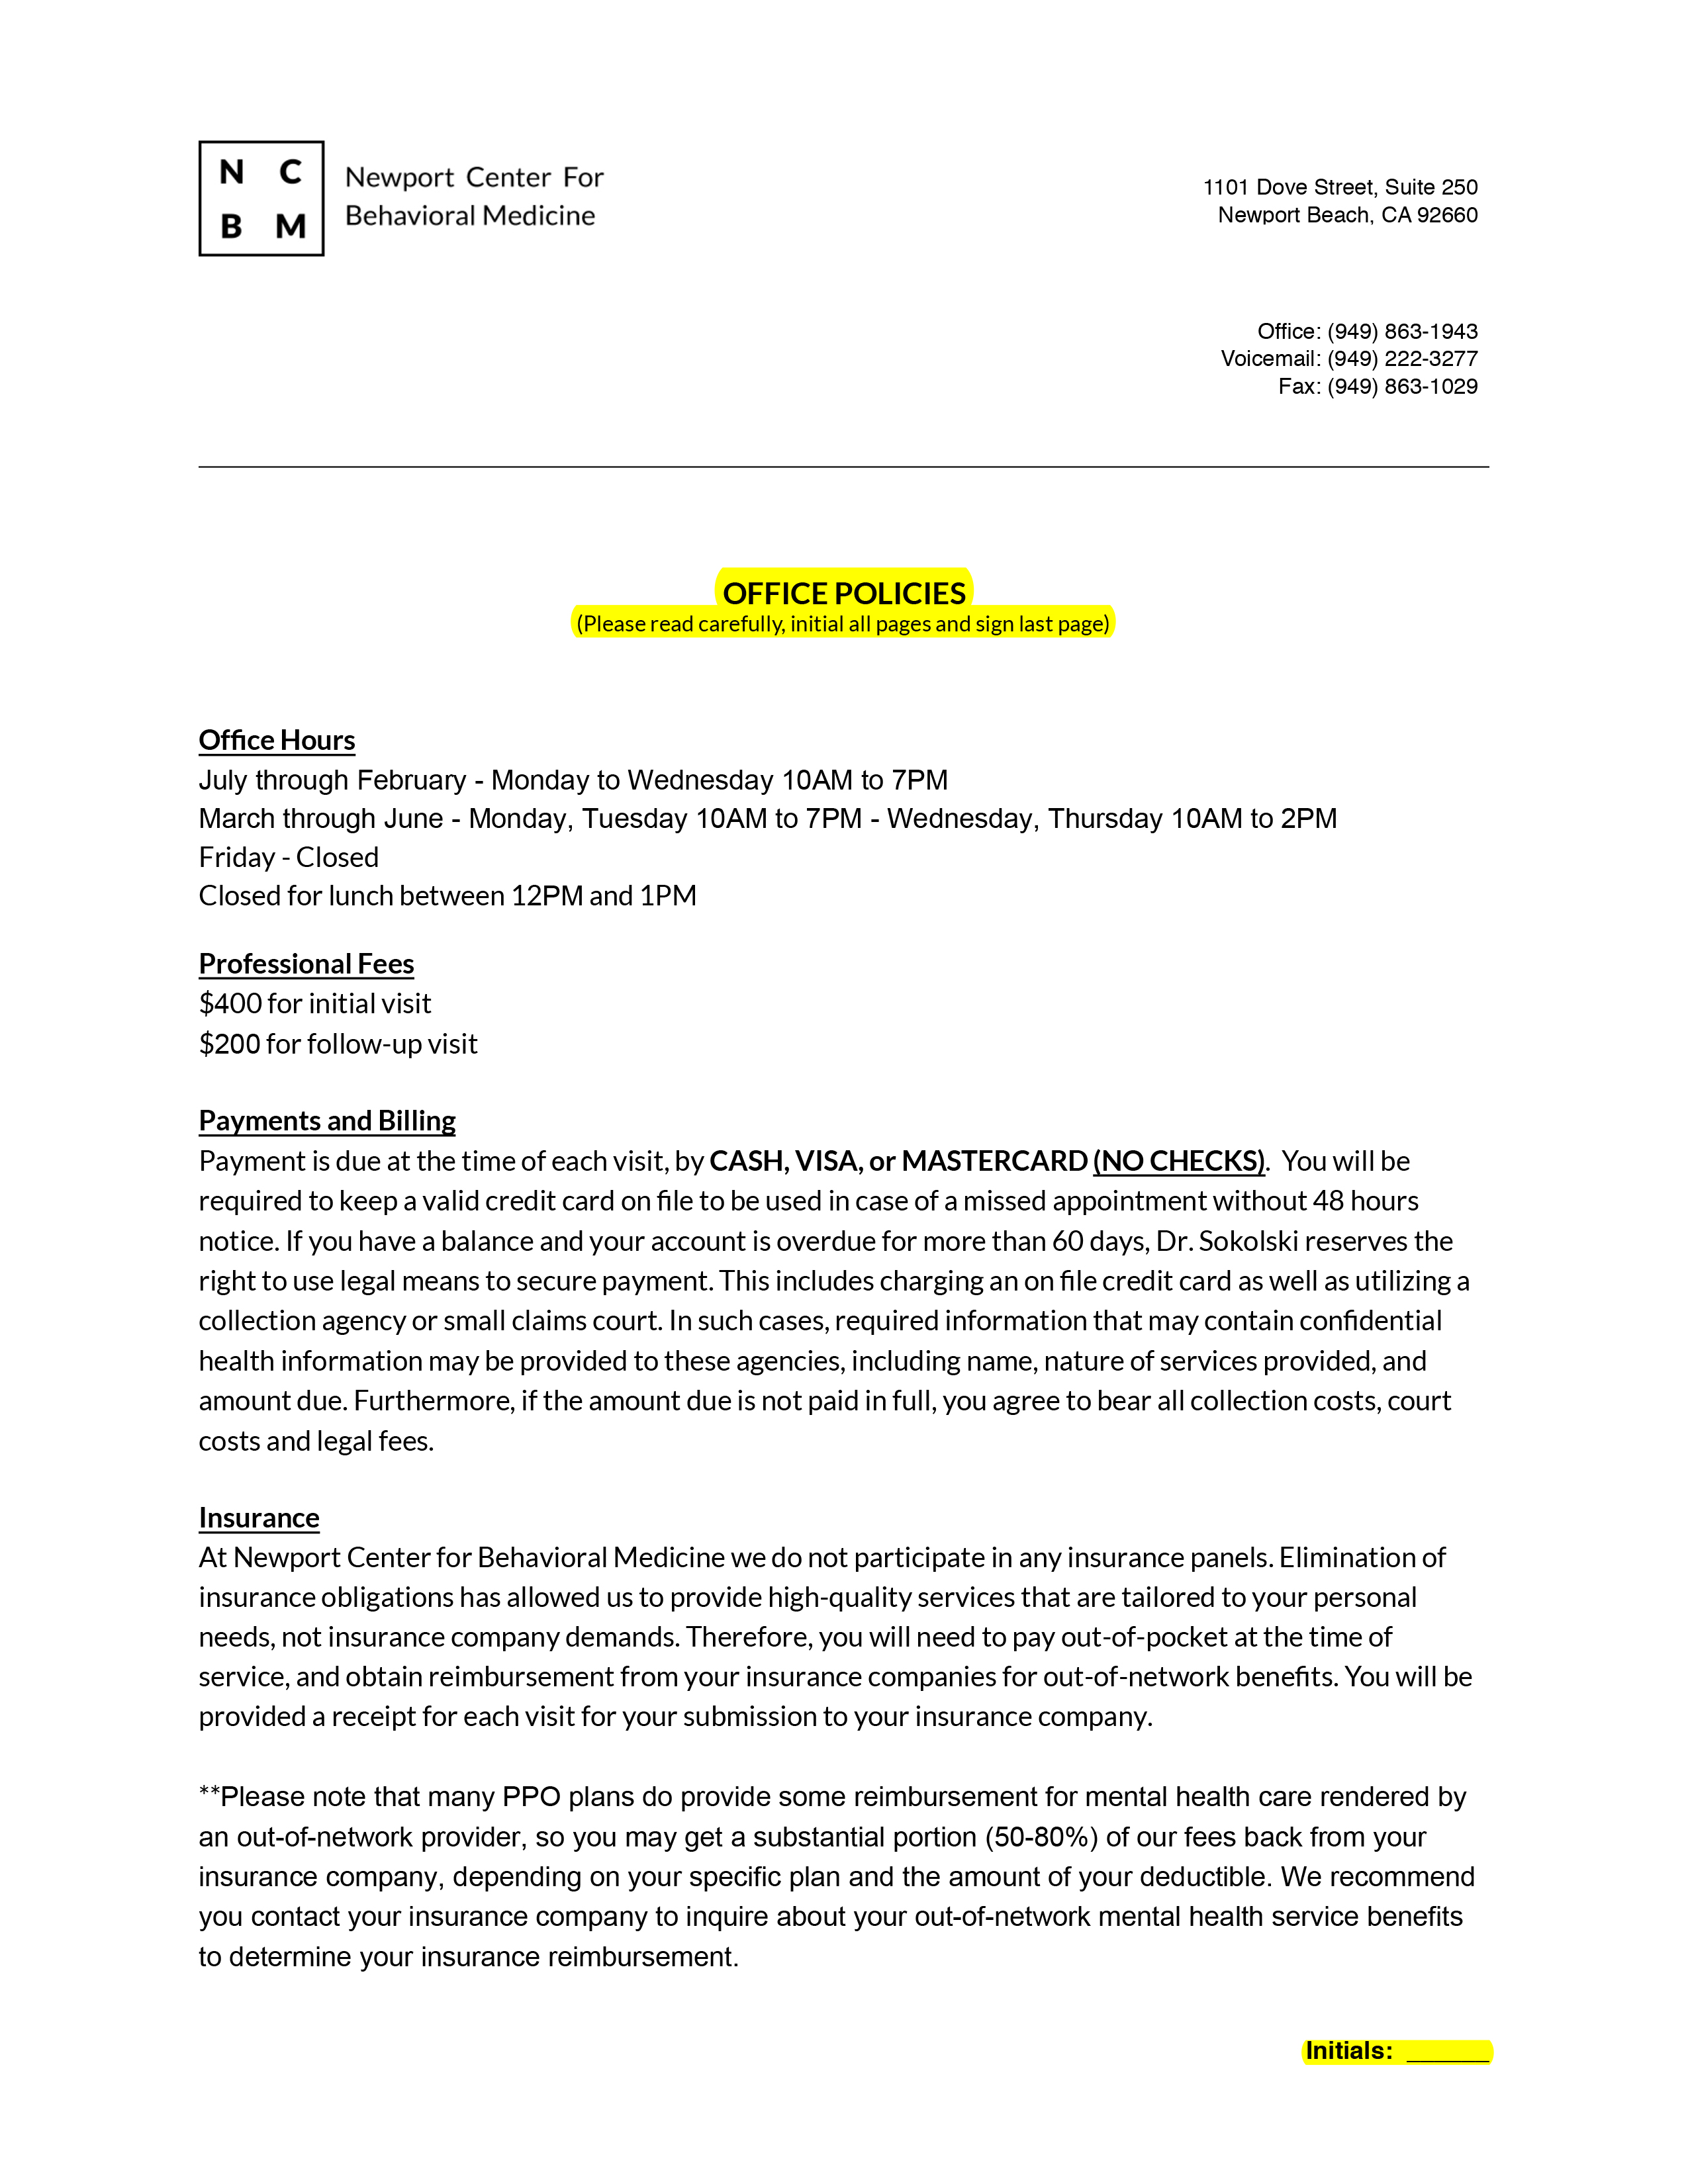 N C
B M
Newport Center For
Behavioral Medicine
1101 Dove Street, Suite 250
Newport Beach, CA 92660
Office: (949) 863-1943
Voicemail: (949) 222-3277
Fax: (949) 863-1029
OFFICE POLICIES
(Please read carefully, initial all pages and sign last page)
Office Hours
July through February - Monday to Wednesday 10AM to 7PM
March through June - Monday, Tuesday 10AM to 7PM - Wednesday, Thursday 10AM to 2PM
Friday - Closed
Closed for lunch between 12PM and 1PM
Professional Fees
$400 for initial visit
$200 for follow-up visit
Payments and Billing
Payment is due at the time of each visit, by CASH, VISA, or MASTERCARD (NO CHECKS).  You will be
required to keep a valid credit card on file to be used in case of a missed appointment without 48 hours
notice. If you have a balance and your account is overdue for more than 60 days, Dr. Sokolski reserves the
right to use legal means to secure payment. This includes charging an on file credit card as well as utilizing a
collection agency or small claims court. In such cases, required information that may contain confidential
health information may be provided to these agencies, including name, nature of services provided, and
amount due. Furthermore, if the amount due is not paid in full, you agree to bear all collection costs, court
costs and legal fees.
Insurance
At Newport Center for Behavioral Medicine we do not participate in any insurance panels. Elimination of
insurance obligations has allowed us to provide high-quality services that are tailored to your personal
needs, not insurance company demands. Therefore, you will need to pay out-of-pocket at the time of
service, and obtain reimbursement from your insurance companies for out-of-network benefits. You will be
provided a receipt for each visit for your submission to your insurance company.
**Please note that many PPO plans do provide some reimbursement for mental health care rendered by
an out-of-network provider, so you may get a substantial portion (50-80%) of our fees back from your
insurance company, depending on your specific plan and the amount of your deductible. We recommend
you contact your insurance company to inquire about your out-of-network mental health service benefits
to determine your insurance reimbursement.
Initials: ______